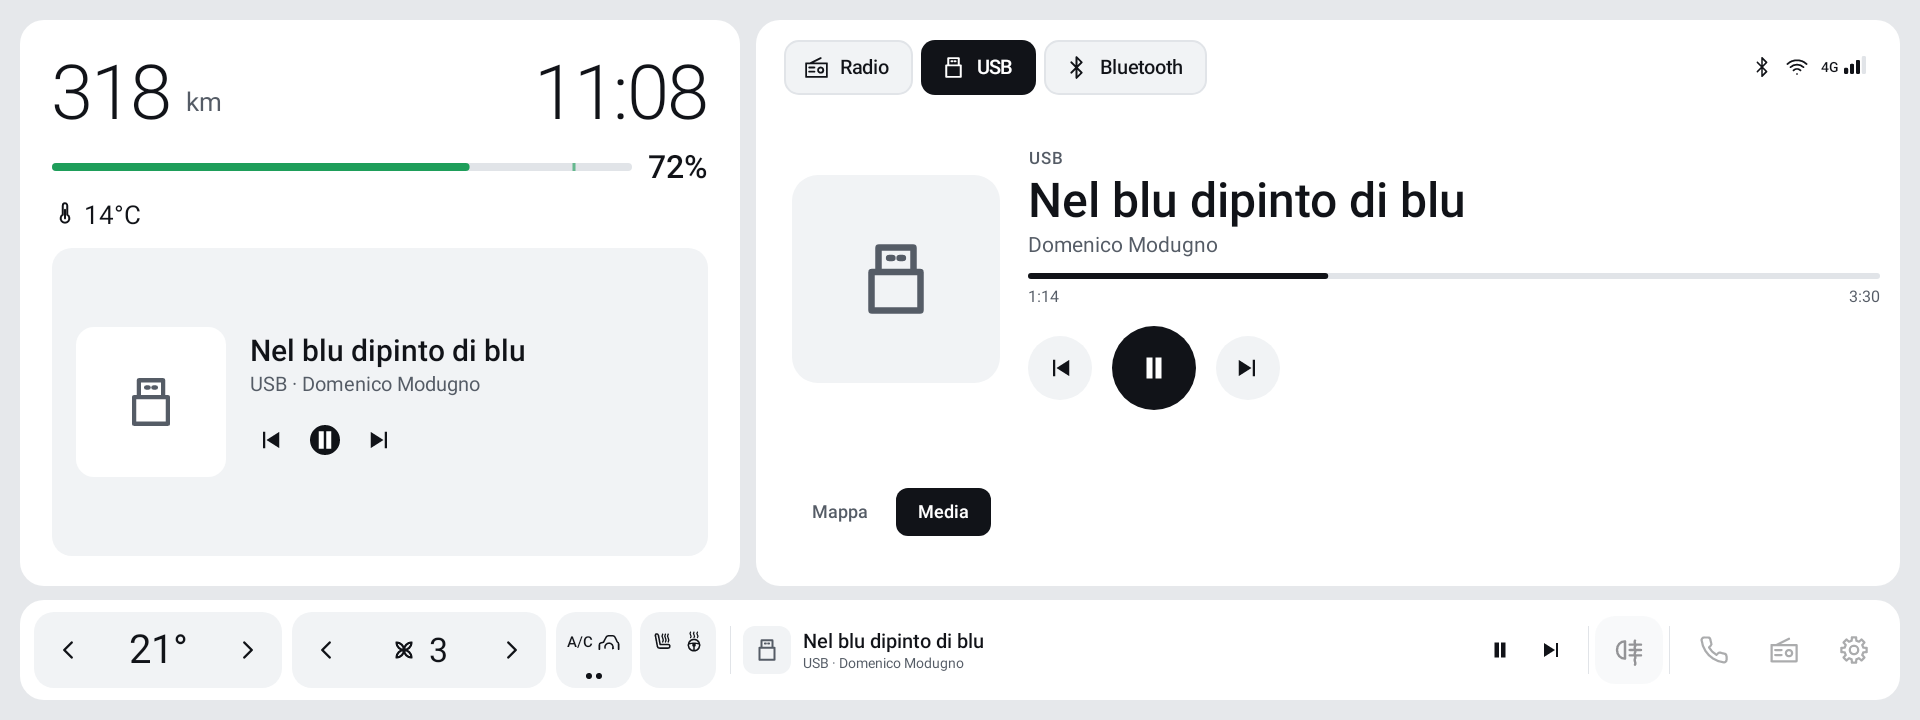 318 km
11:08
72%
14°C
Nel blu dipinto di blu
USB · Domenico Modugno
Radio
USB
Bluetooth
4G
USB
Nel blu dipinto di blu
Domenico Modugno
1:14
3:30
Mappa
Media
21°
3
A/C
Nel blu dipinto di blu
USB · Domenico Modugno